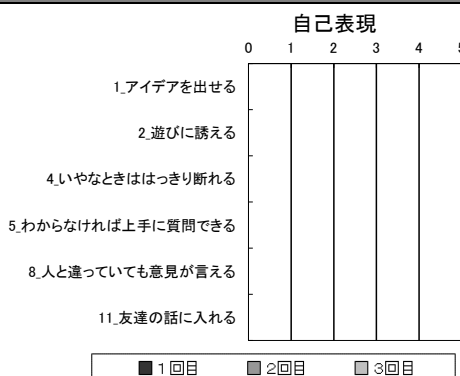 自己表現
0 1 2 3 4 5
1_アイデアを出せる
2_遊びに誘える
4_いやなときははっきり断れる
5_わからなければ上手に質問できる
8_人と違っていても意見が言える
11_友達の話に入れる
1回目 2回目 3回目